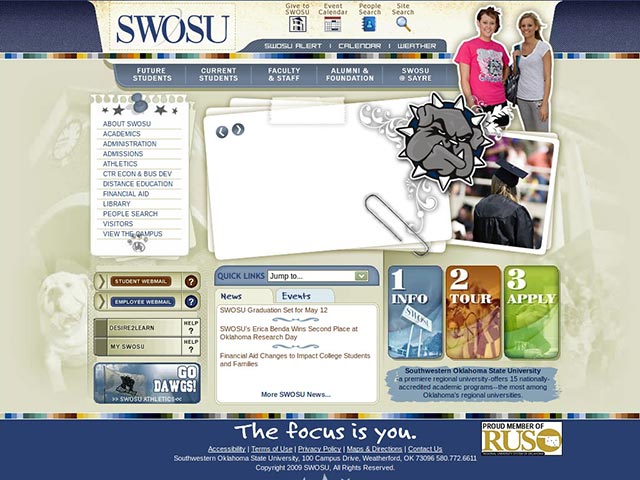 SWOSU
Give to
SWOSU
Event
Calendar
People
Search
Site
Search
SWOSU ALERT | CALENDAR | WEATHER
FUTURE
STUDENTS
CURRENT
STUDENTS
FACULTY
& STAFF
ALUMNI &
FOUNDATION
SWOSU
@ SAYRE
ABOUT SWOSU
ACADEMICS
ADMINISTRATION
ADMISSIONS
ATHLETICS
CTR ECON & BUS DEV
DISTANCE EDUCATION
FINANCIAL AID
LIBRARY
PEOPLE SEARCH
VISITORS
VIEW THE CAMPUS
STUDENT WEBMAIL ?
EMPLOYEE WEBMAIL ?
DESIRE2LEARN
HELP
?
MY SWOSU
HELP
?
GO
DAWGS!
>> SWOSU ATHLETICS <<
QUICK LINKS Jump to...
News Events
SWOSU Graduation Set for May 12
SWOSU's Erica Benda Wins Second Place at
Oklahoma Research Day
Financial Aid Changes to Impact College Students
and Families
More SWOSU News...
1
INFO
SWOSU
2
TOUR
3
APPLY
Southwestern Oklahoma State University
-a premiere regional university-offers 15 nationally-
accredited academic programs--the most among
Oklahoma's regional universities.
The focus is you.
PROUD MEMBER OF
RUSO
REGIONAL UNIVERSITY SYSTEM OF OKLAHOMA
Accessibility | Terms of Use | Privacy Policy | Maps & Directions | Contact Us
Southwestern Oklahoma State University, 100 Campus Drive, Weatherford, OK 73096 580.772.6611
Copyright 2009 SWOSU, All Rights Reserved.